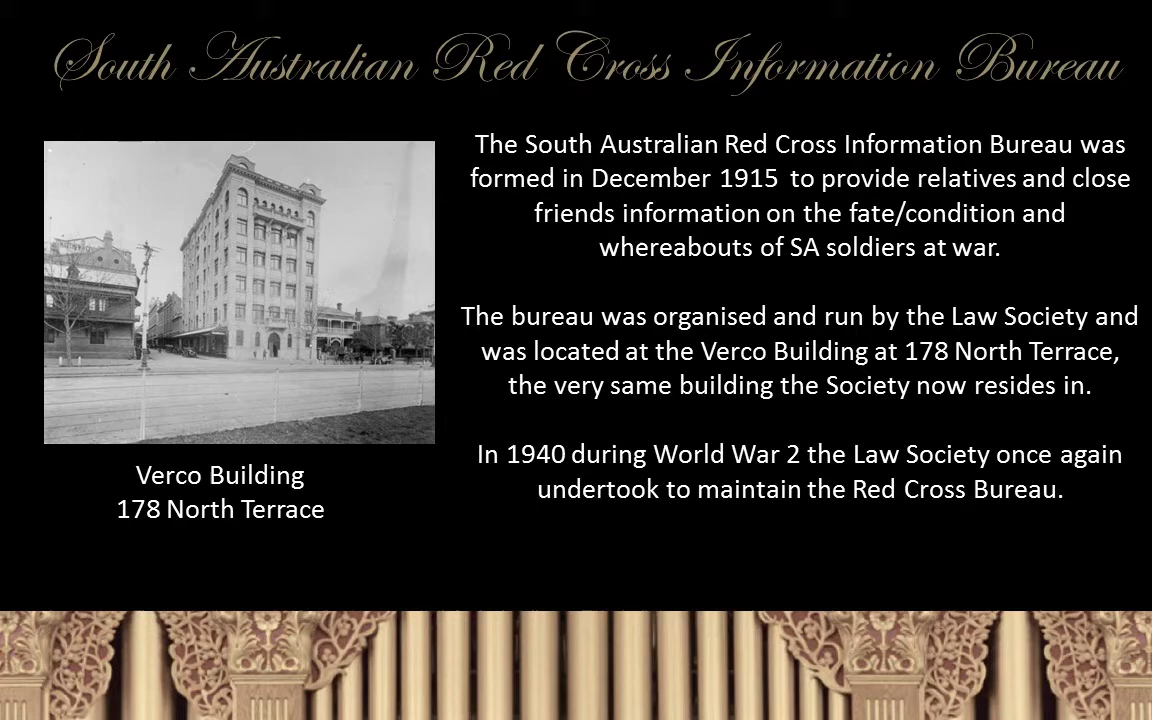 South Australian Red Cross Information Bureau
The South Australian Red Cross Information Bureau was
formed in December 1915 to provide relatives and close
friends information on the fate/condition and
whereabouts of SA soldiers at war.
The bureau was organised and run by the Law Society and
was located at the Verco Building at 178 North Terrace,
the very same building the Society now resides in.
In 1940 during World War 2 the Law Society once again
undertook to maintain the Red Cross Bureau.
Verco Building
178 North Terrace